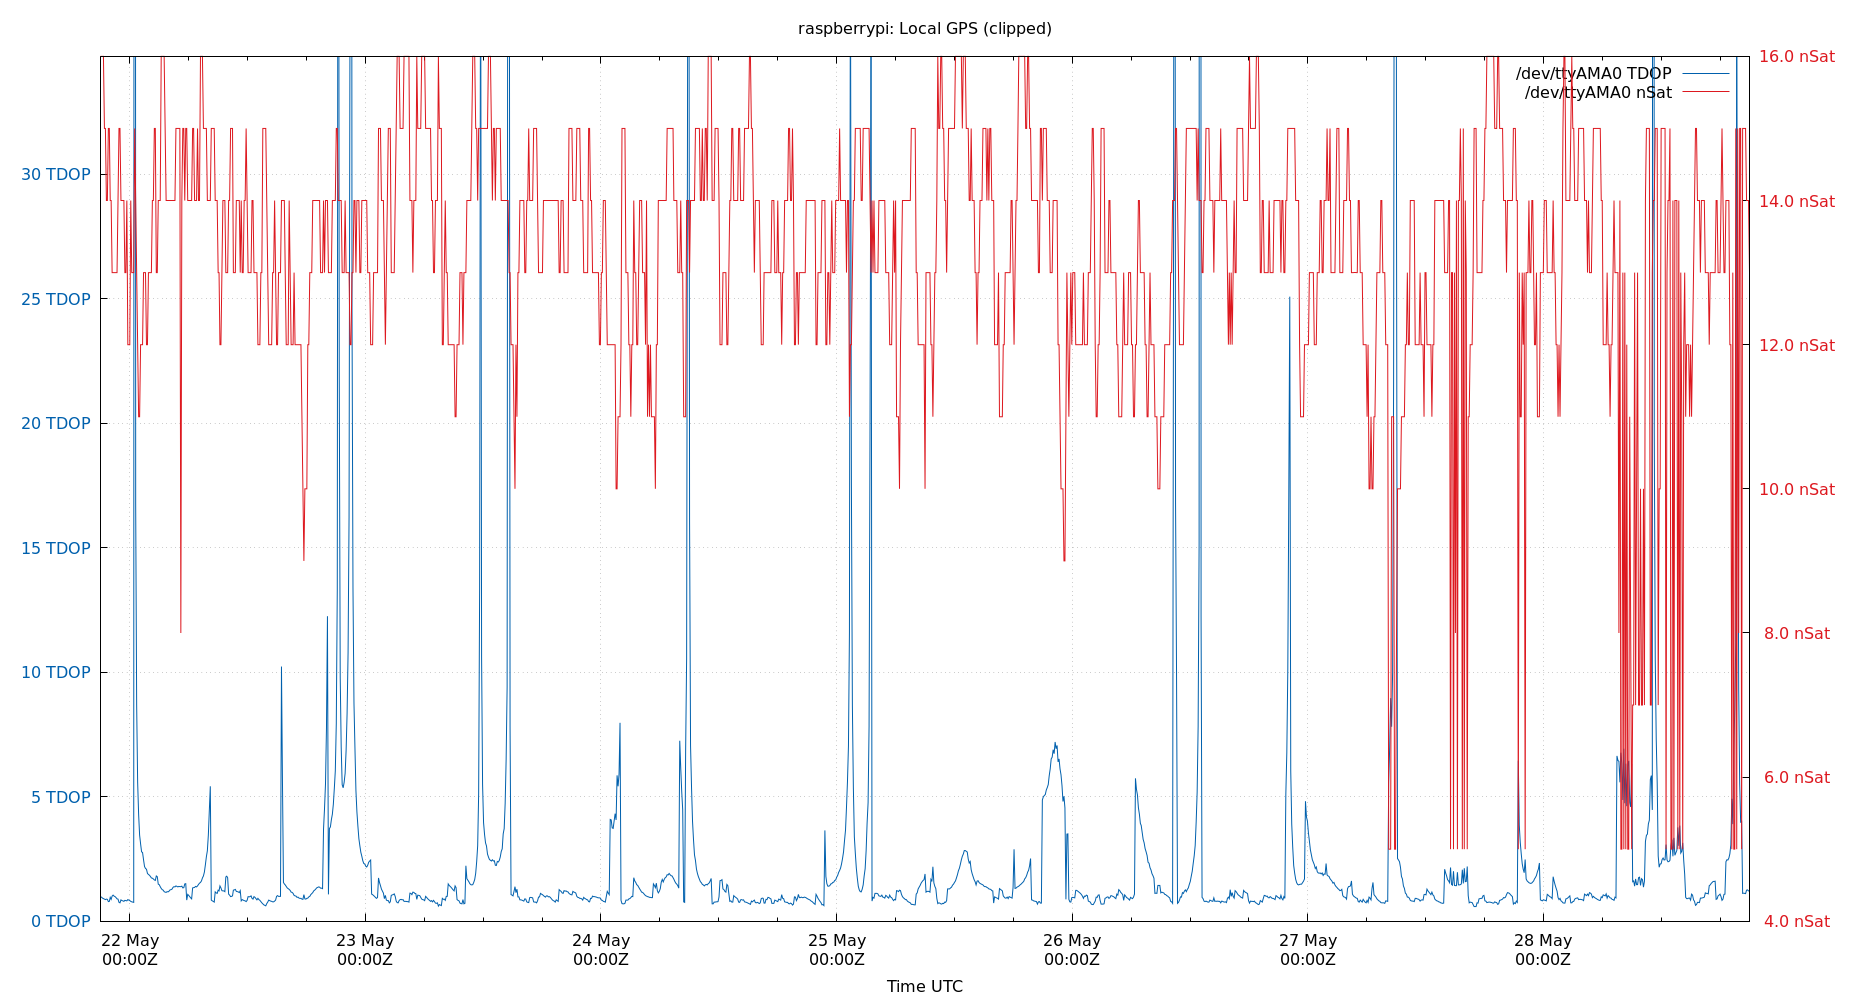 raspberrypi: Local GPS (clipped)
16.0 nSat
/dev/ttyAMA0 TDOP
/dev/ttyAMA0 nSat
30 TDOP
14.0 nSat
25 TDOP
12.0 nSat
20 TDOP
10.0 nSat
15 TDOP
8.0 nSat
10 TDOP
6.0 nSat
5 TDOP
0 TDOP
4.0 nSat
22 May 23 May 24 May 25 May 26 May 27 May 28 May
00:00Z 00:00Z 00:00Z 00:00Z 00:00Z 00:00Z 00:00Z
Time UTC